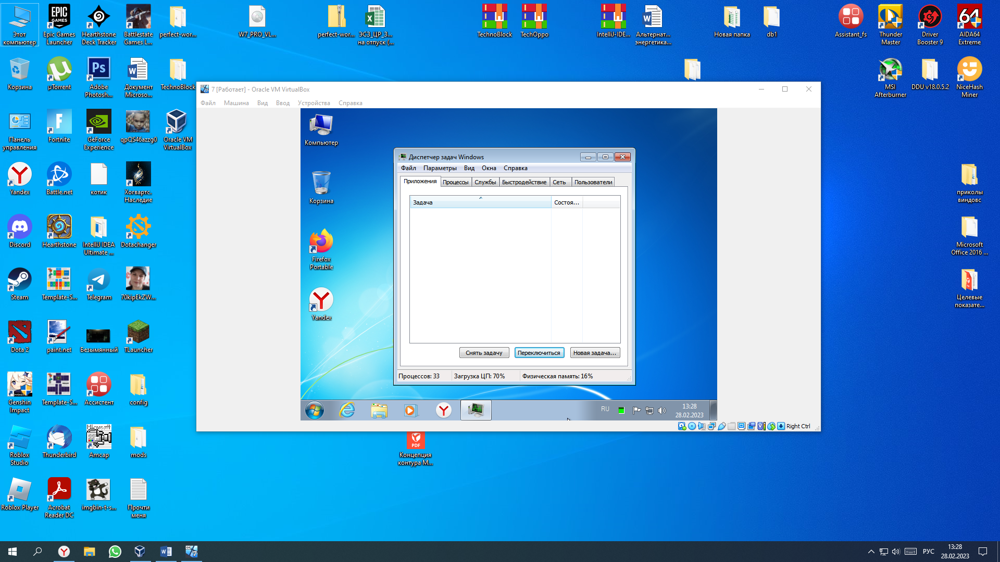 Этот
компьютер
EPIC
GAMES
Epic Games
Launcher
Hearthstone
Deck Tracker
Battlestate
Games L...
perfect-wor...
W7_PRO_VL...
perfect-wor...
ЭСЗ_ЦР_З...
на отпуск (...
TechnoBlock
TechOppo
IntelliJ-IDE...
Альтернат...
энергетика...
Новая папка
db1
Assistant_fs
Thunder
Master
Driver
Booster 9
64
AIDA64
Extreme
Корзина
µTorrent
Ps
Adobe
Photosh...
Документ
Microso...
TechnoBlock
MSI
Afterburner
DDU v18.0.5.2
NiceHash
Miner
Панель
управления
Fortnite
GeForce
Experience
qpQS46azzg0
Oracle VM
VirtualBox
Yandex
Battle.net
котик
Хогвартс.
Наследие
Discord
Hearthstone
IntelliJ IDEA
Ultimate ...
Dotachanger
Steam
Template-S...
Telegram
70kipEkZW...
Dota 2
paint.net
Безымянный
TLauncher
Genshin
Impact
Template-S...
Ассистент
config
Roblox
Studio
Thunderbird
Microsoft
Amcap
mods
Roblox Player
Acrobat
Reader DC
imgbin-t-s...
Прочти
меня
приколы
виндовс
Microsoft
Office 2016 ...
Целевые
показате...
7 [Работает] - Oracle VM VirtualBox
Файл Машина Вид Ввод Устройства Справка
Компьютер
Корзина
Firefox
Portable
Yandex
Диспетчер задач Windows
Файл Параметры Вид Окна Справка
Приложения Процессы Службы Быстродействие Сеть Пользователи
Задача Состоя...
Снять задачу Переключиться Новая задача...
Процессов: 33 Загрузка ЦП: 70% Физическая память: 16%
RU
13:28
28.02.2023
Right Ctrl
PDF
Концепция
контура М...
РУС
13:28
28.02.2023